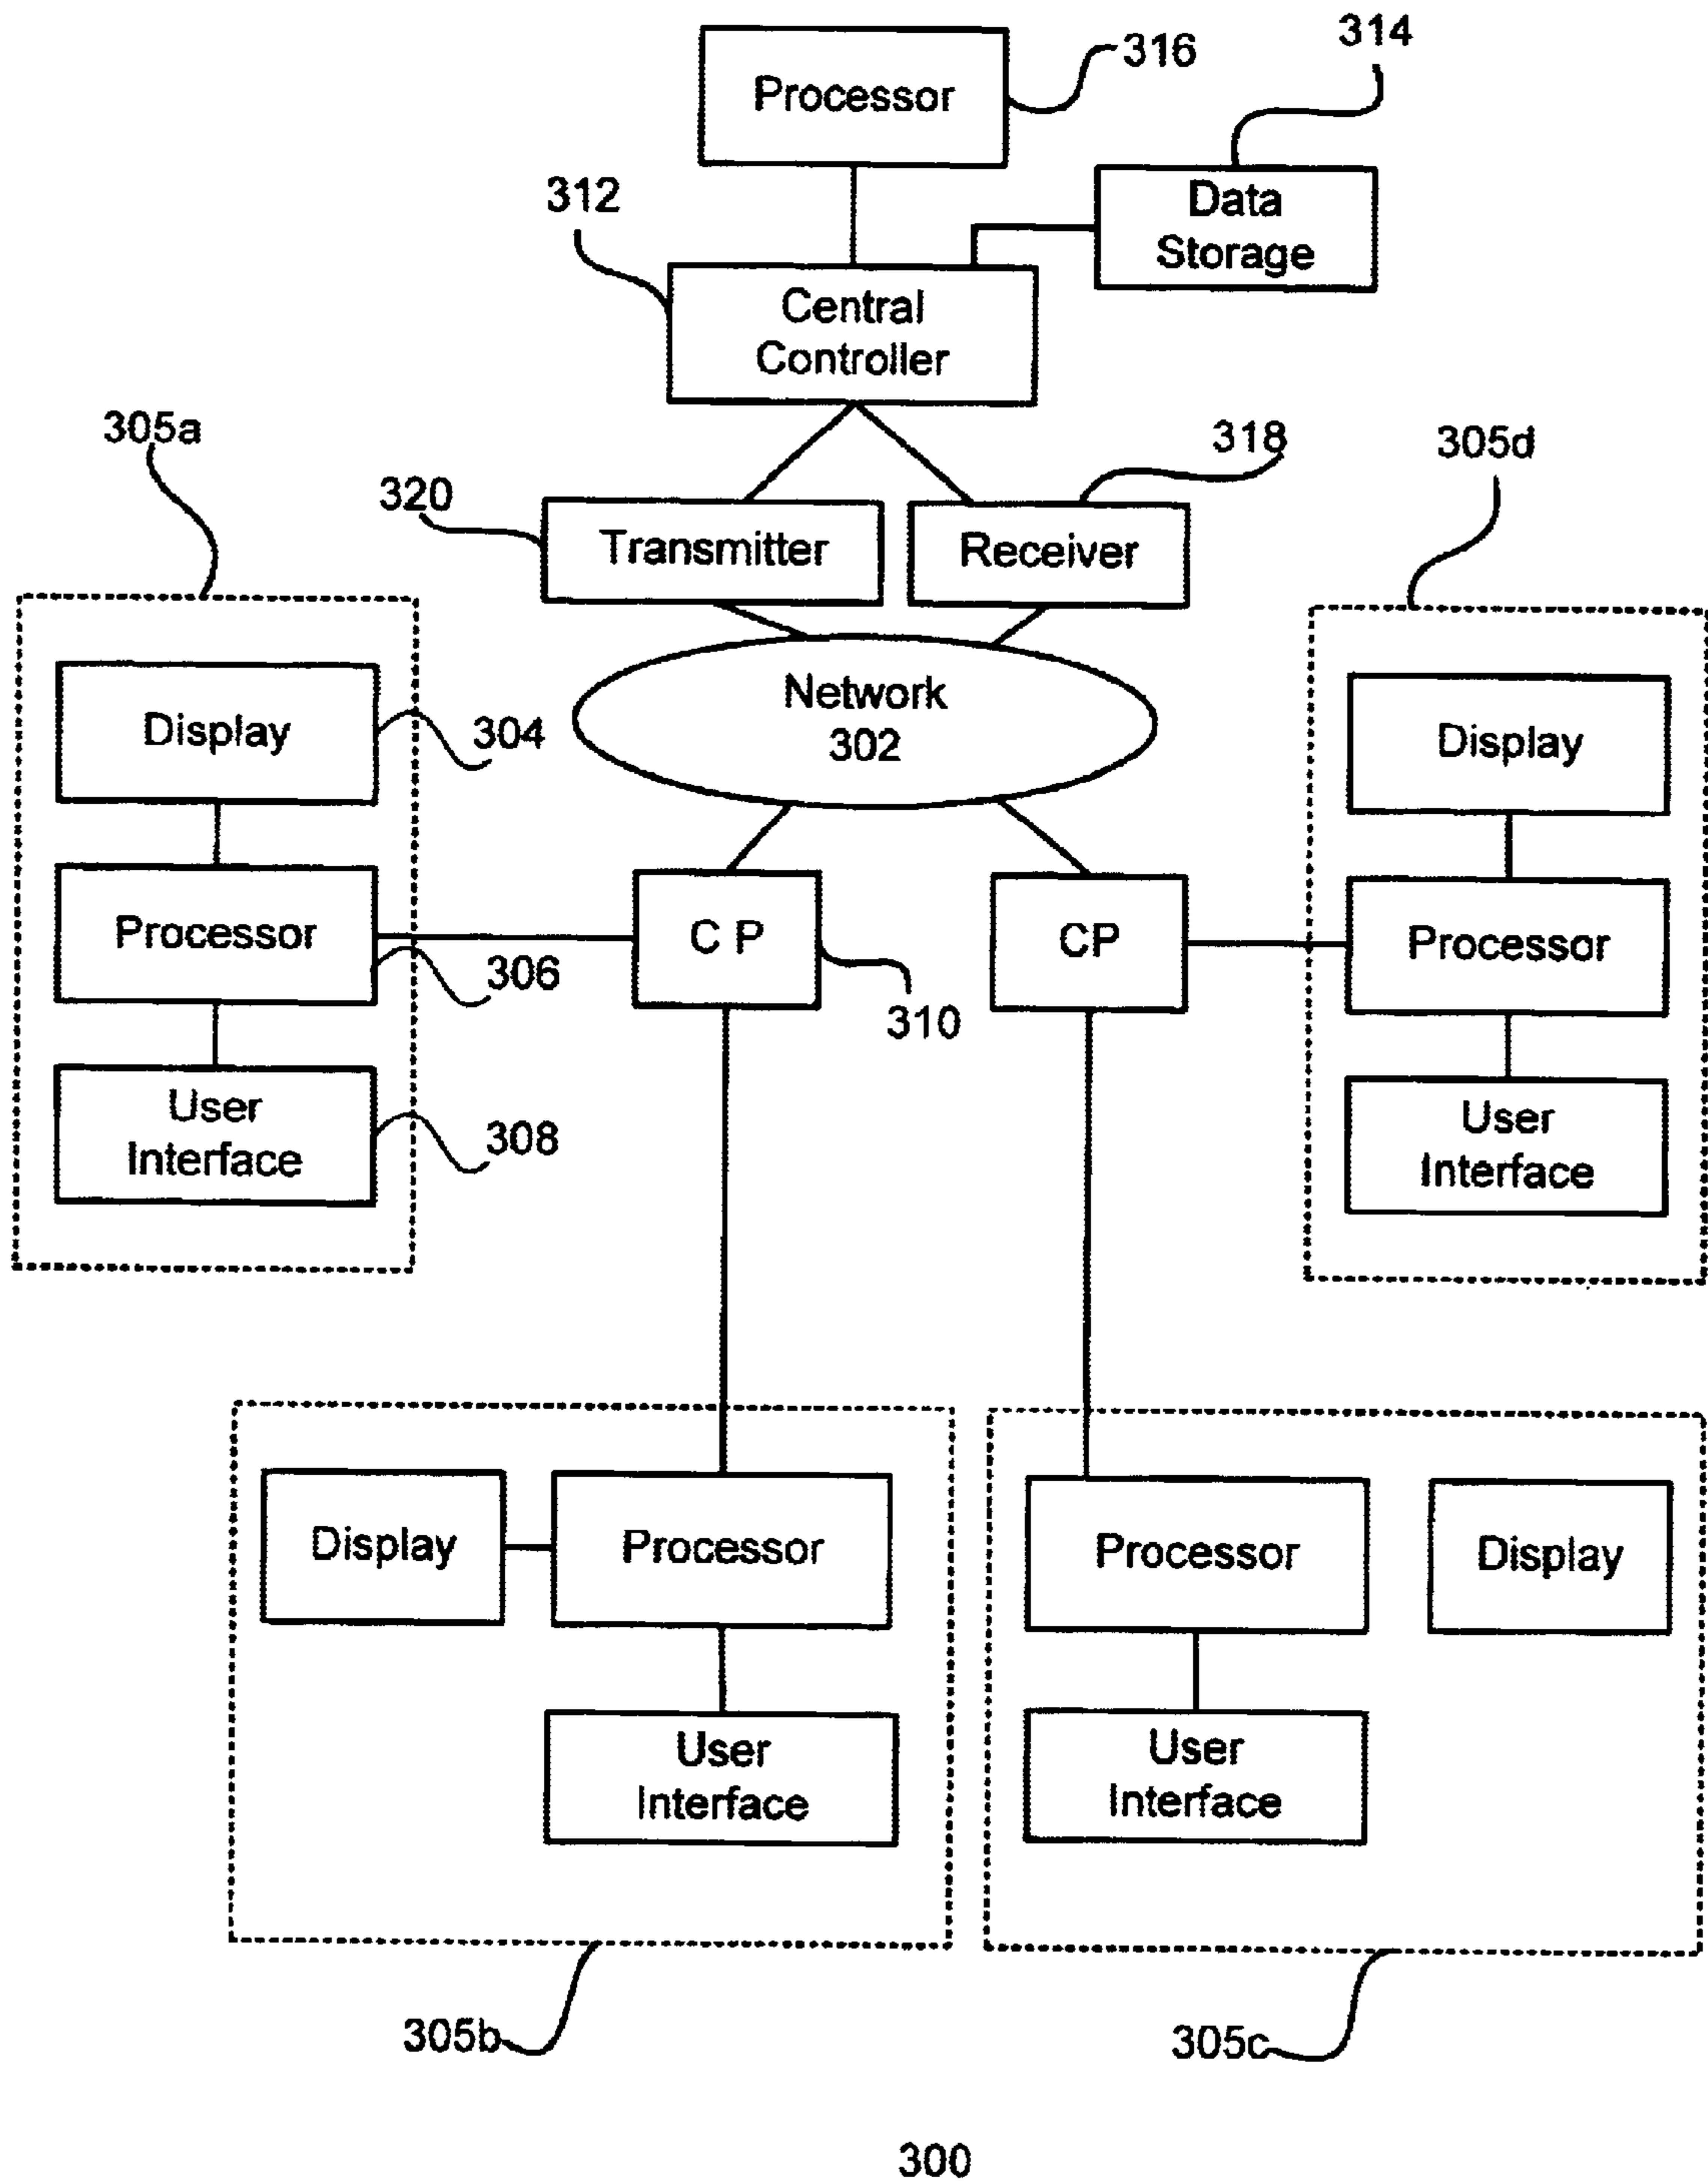 316
314
Processor
312
Data
Storage
Central
Controller
305a
318
305d
320
Transmitter
Receiver
Network
302
Display
304
Display
Processor
306
C P
CP
Processor
310
User
Interface
308
User
Interface
Display
Processor
Processor
Display
User
Interface
User
Interface
305b
305c
300